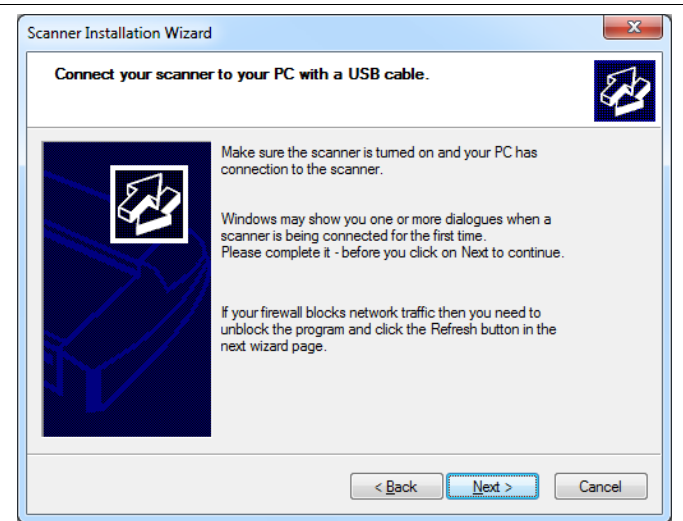 Scanner Installation Wizard
Connect your scanner to your PC with a USB cable.
Make sure the scanner is turned on and your PC has
connection to the scanner.
Windows may show you one or more dialogues when a
scanner is being connected for the first time.
Please complete it - before you click on Next to continue.
If your firewall blocks network traffic then you need to
unblock the program and click the Refresh button in the
next wizard page.
< Back Next > Cancel